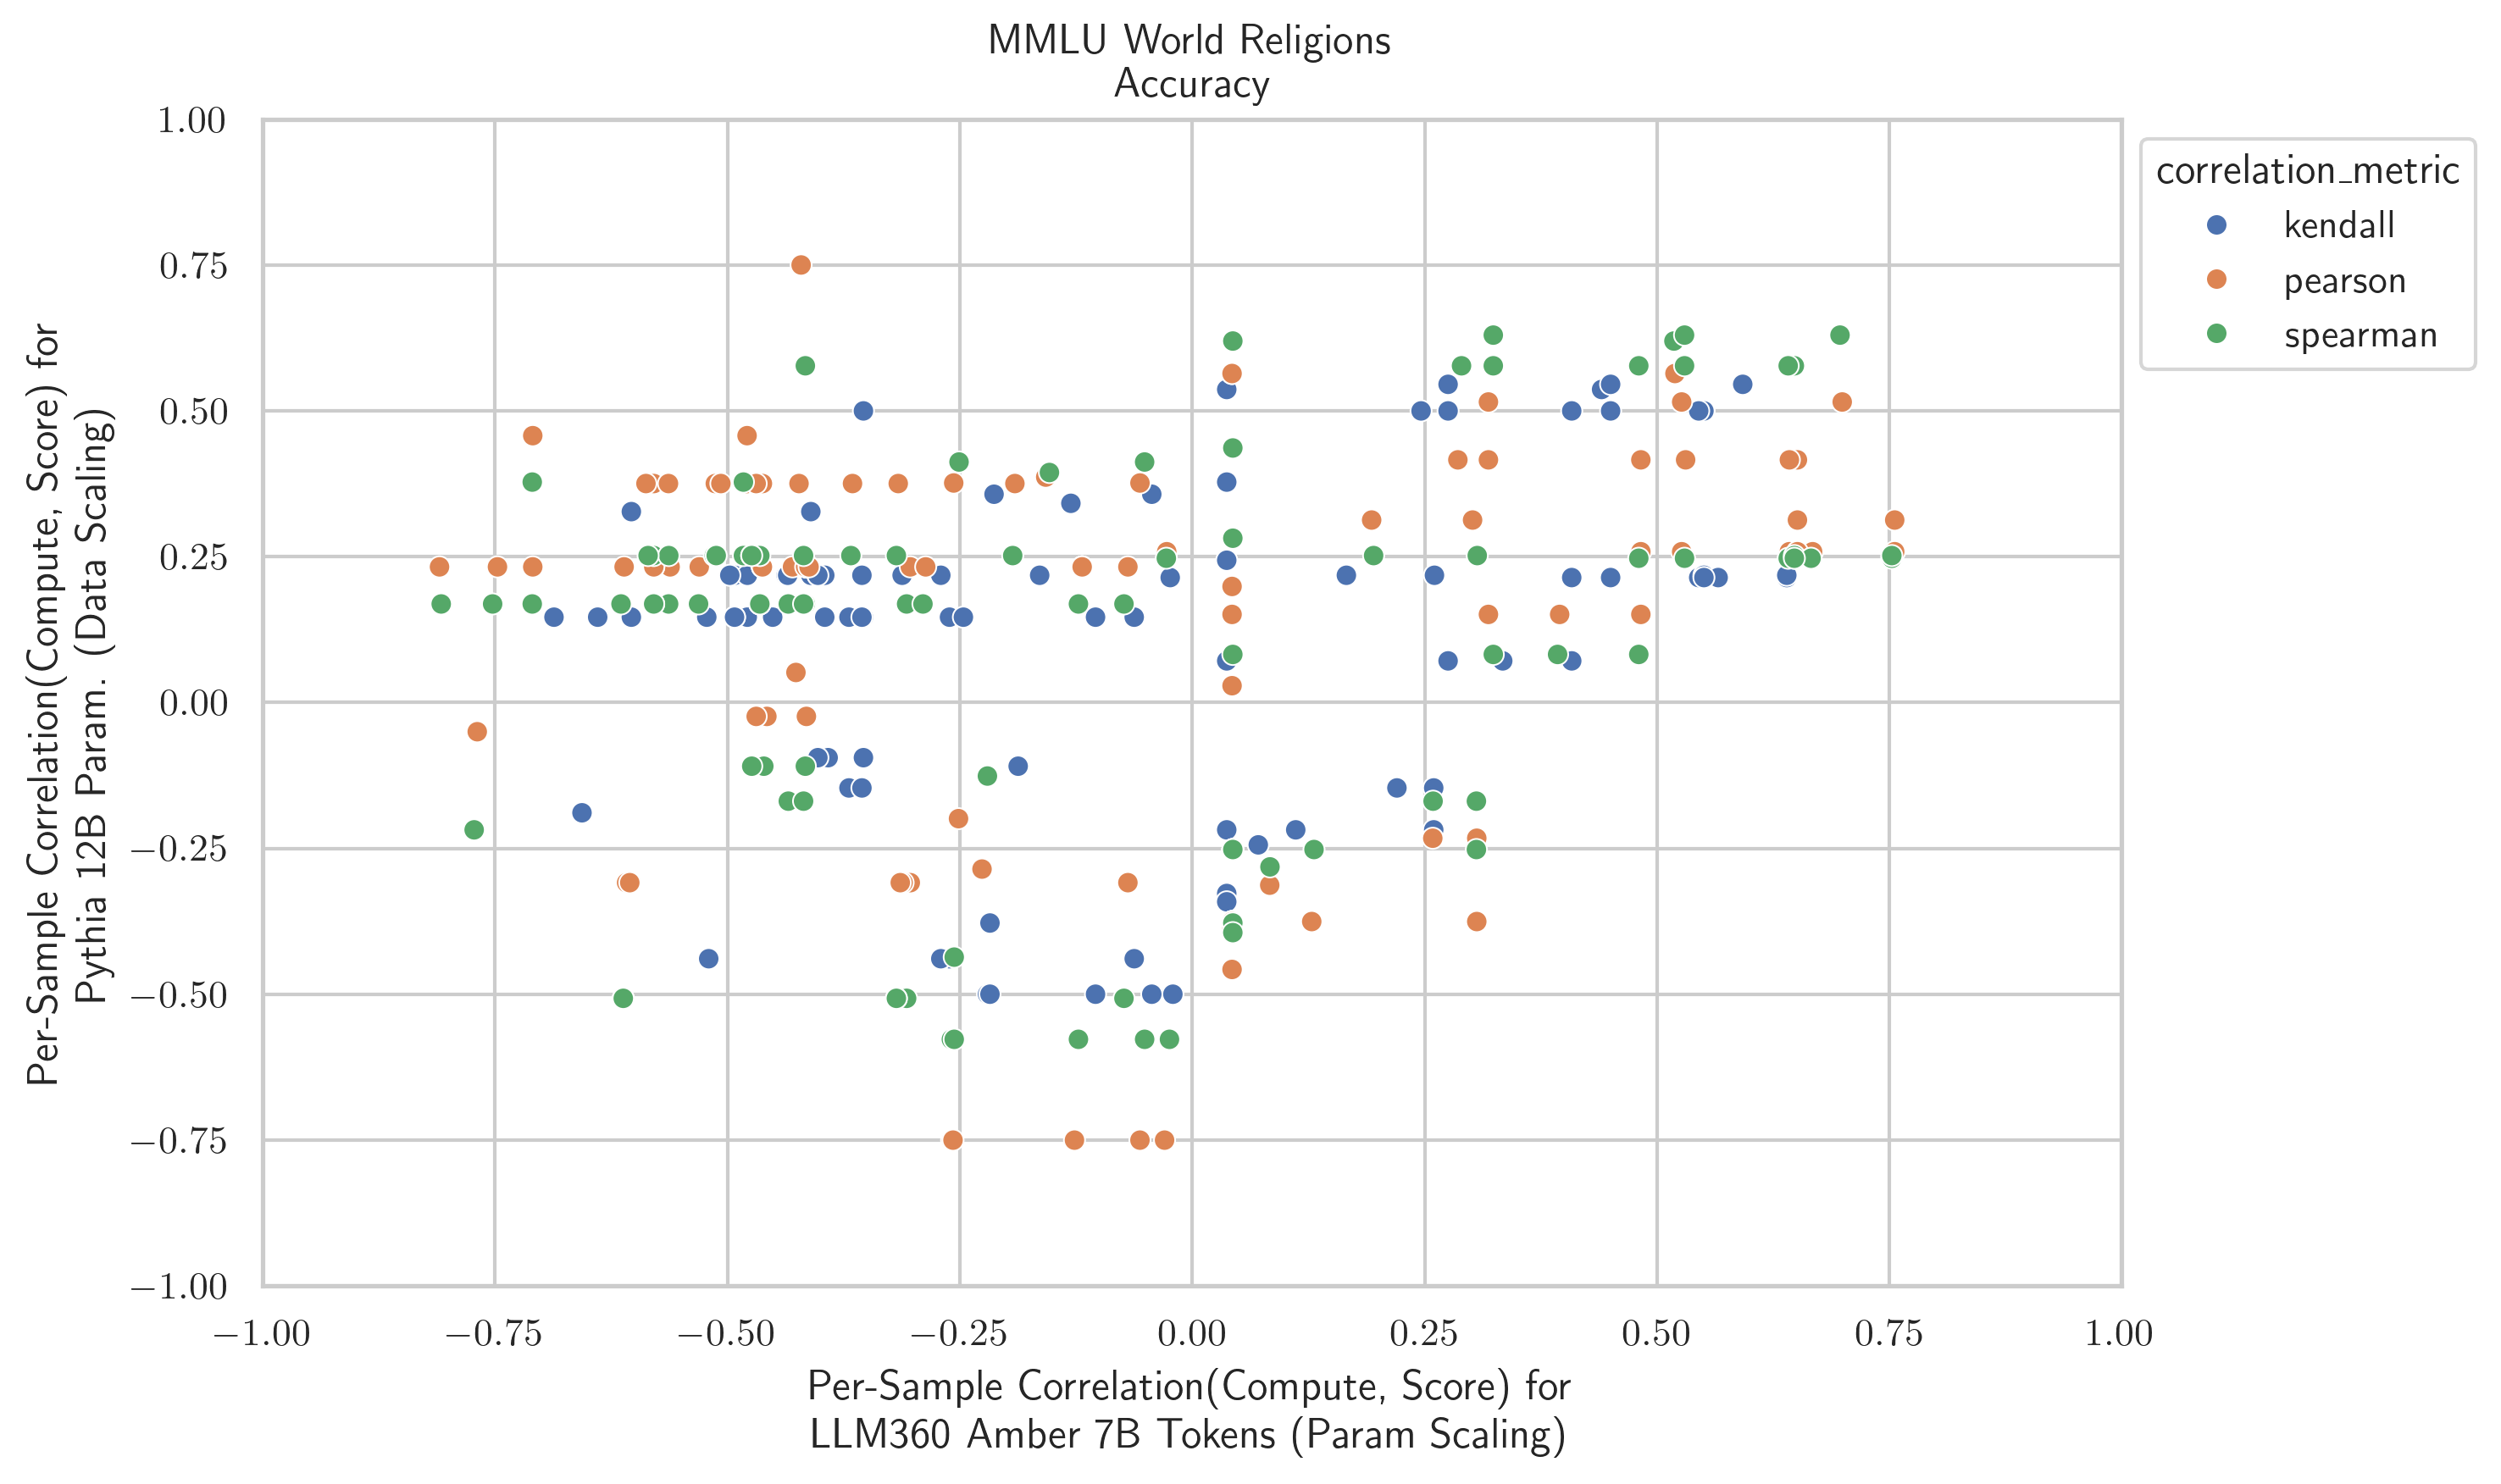 MMLU World Religions
Accuracy
1.00
0.75
0.50
0.25
0.00
−0.25
−0.50
−0.75
−1.00
Per-Sample Correlation(Compute, Score) for
Pythia 12B Param. (Data Scaling)
−1.00 −0.75 −0.50 −0.25 0.00 0.25 0.50 0.75 1.00
Per-Sample Correlation(Compute, Score) for
LLM360 Amber 7B Tokens (Param Scaling)
correlation_metric
kendall
pearson
spearman